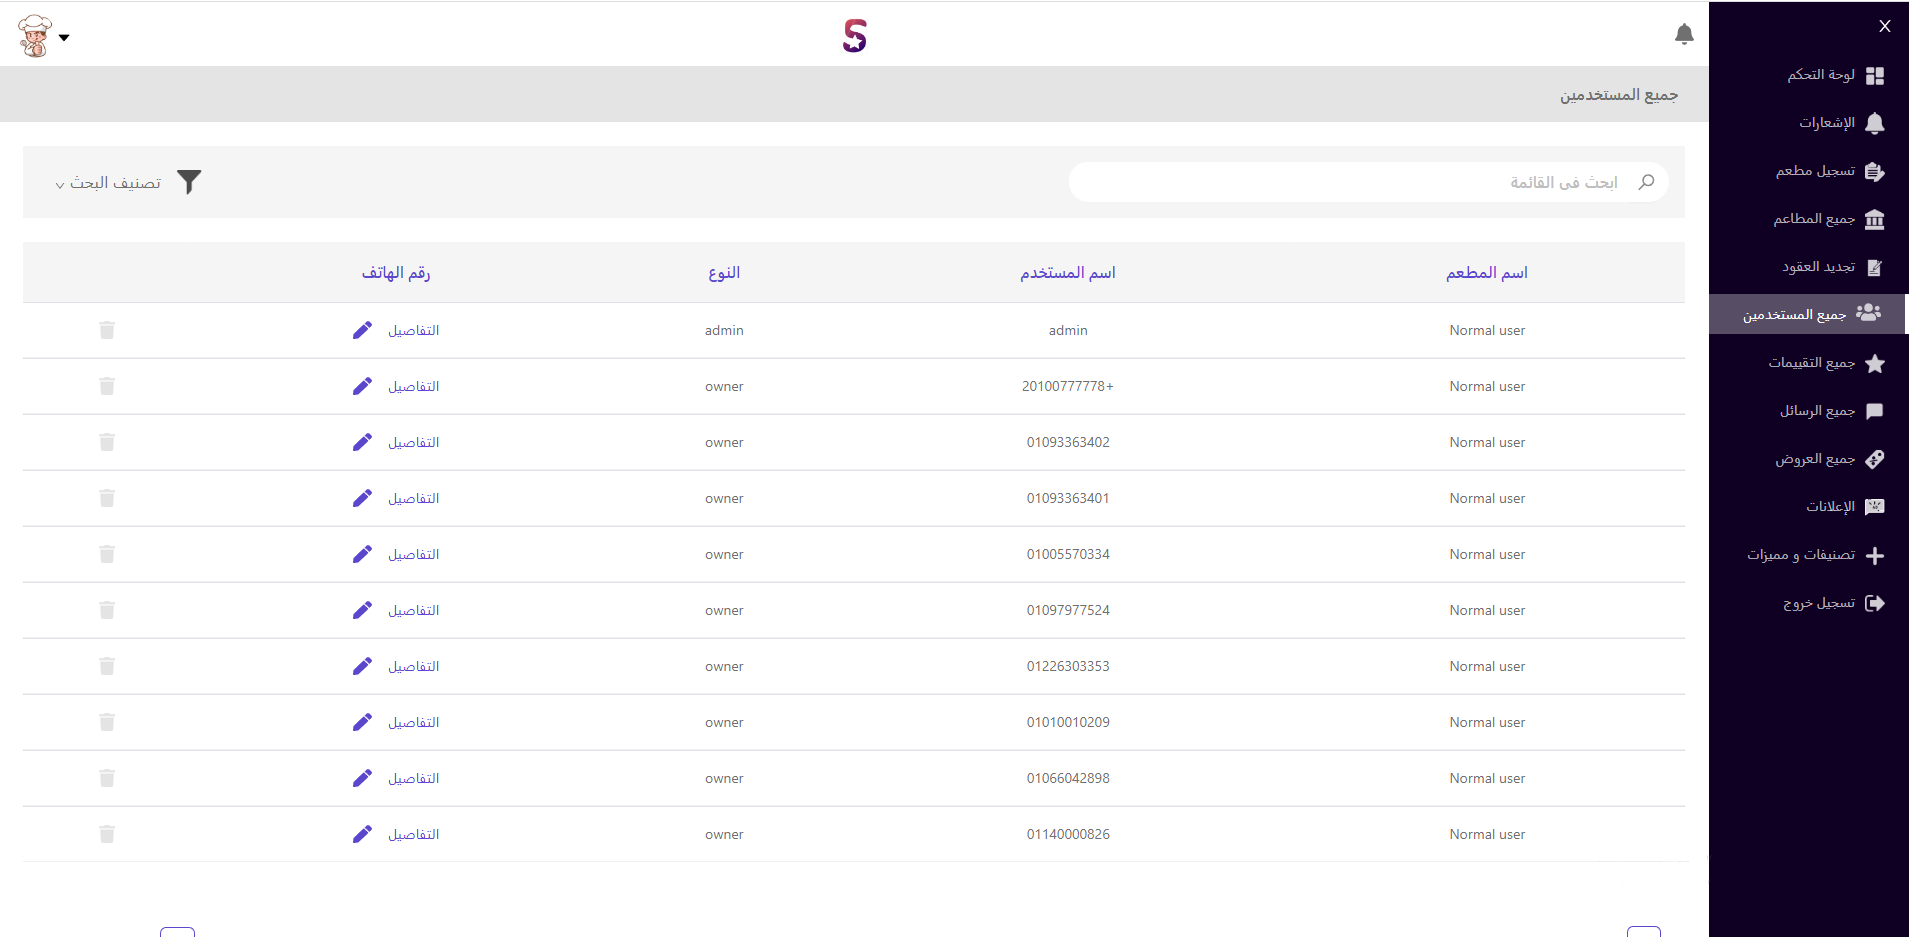 X
لوحة التحكم
الإشعارات
تسجيل مطعم
جميع المطاعم
تجديد العقود
جميع المستخدمين
جميع التقييمات
جميع الرسائل
جميع العروض
الإعلانات
تصنيفات و مميزات
تسجيل خروج
S
جميع المستخدمين
ابحث في القائمة
تصنيف البحث
اسم المطعم اسم المستخدم النوع رقم الهاتف
Normal user admin admin التفاصيل
Normal user 20100777778+ owner التفاصيل
Normal user 01093363402 owner التفاصيل
Normal user 01093363401 owner التفاصيل
Normal user 01005570334 owner التفاصيل
Normal user 01097977524 owner التفاصيل
Normal user 01226303353 owner التفاصيل
Normal user 01010010209 owner التفاصيل
Normal user 01066042898 owner التفاصيل
Normal user 01140000826 owner التفاصيل